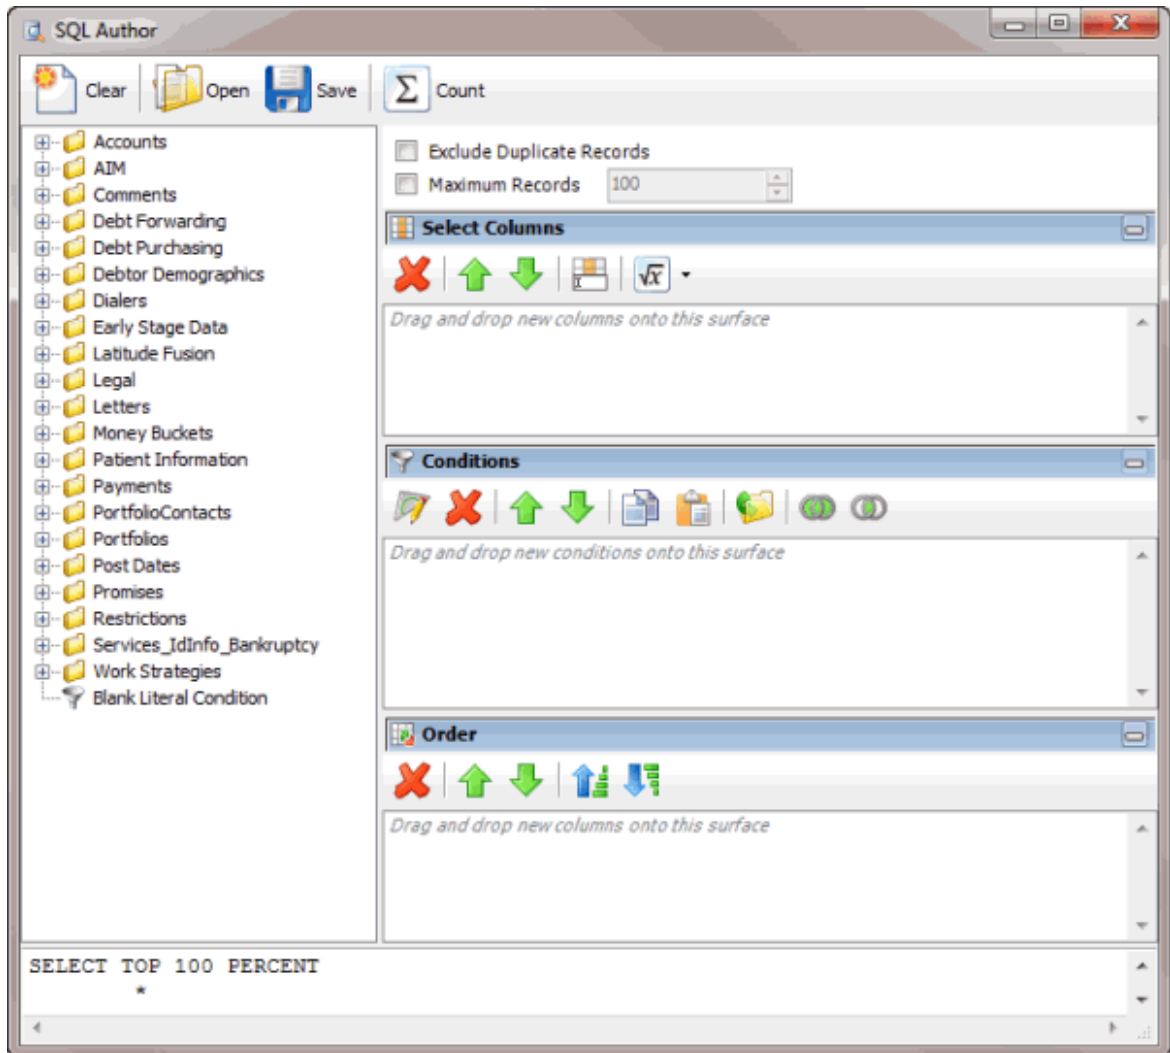 SQL Author
Clear Open Save Count
Accounts
AIM
Comments
Debt Forwarding
Debt Purchasing
Debtor Demographics
Dialers
Early Stage Data
Latitude Fusion
Legal
Letters
Money Buckets
Patient Information
Payments
PortfolioContacts
Portfolios
Post Dates
Promises
Restrictions
Services_IdInfo_Bankruptcy
Work Strategies
Blank Literal Condition
Exclude Duplicate Records
Maximum Records 100
Select Columns
Drag and drop new columns onto this surface
Conditions
Drag and drop new conditions onto this surface
Order
Drag and drop new columns onto this surface
SELECT TOP 100 PERCENT
*